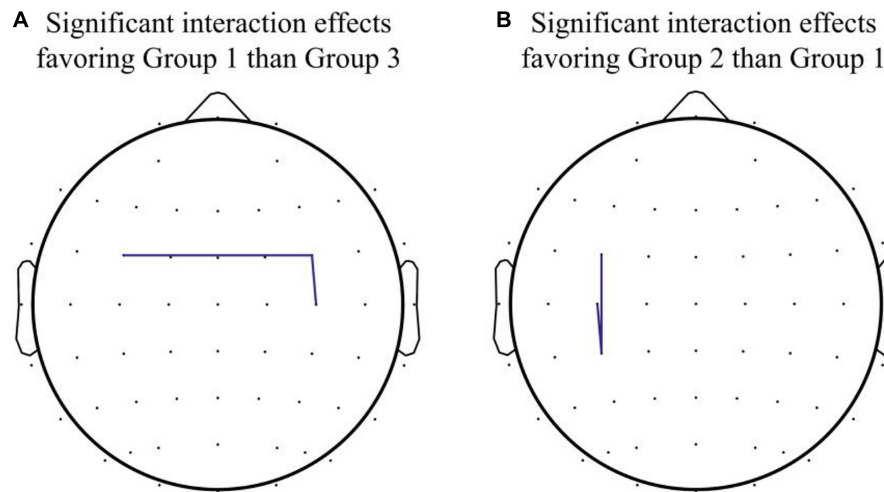 A Significant interaction effects
favoring Group 1 than Group 3
B Significant interaction effects
favoring Group 2 than Group 1